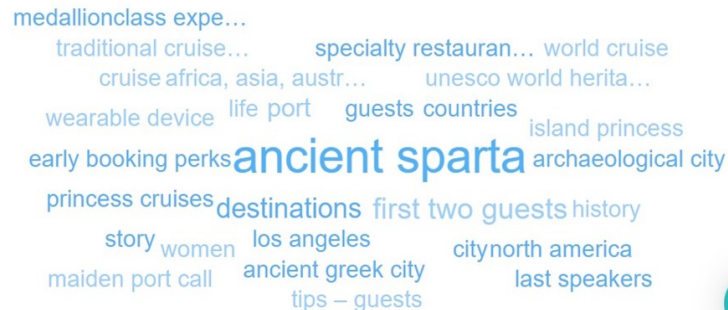 medallionclass expe...
traditional cruise... specialty restauran... world cruise
cruise africa, asia, austr... unesco world herita...
wearable device life port guests countries
island princess
early booking perks ancient sparta archaeological city
princess cruises destinations first two guests history
story women los angeles city north america
maiden port call ancient greek city last speakers
tips – guests